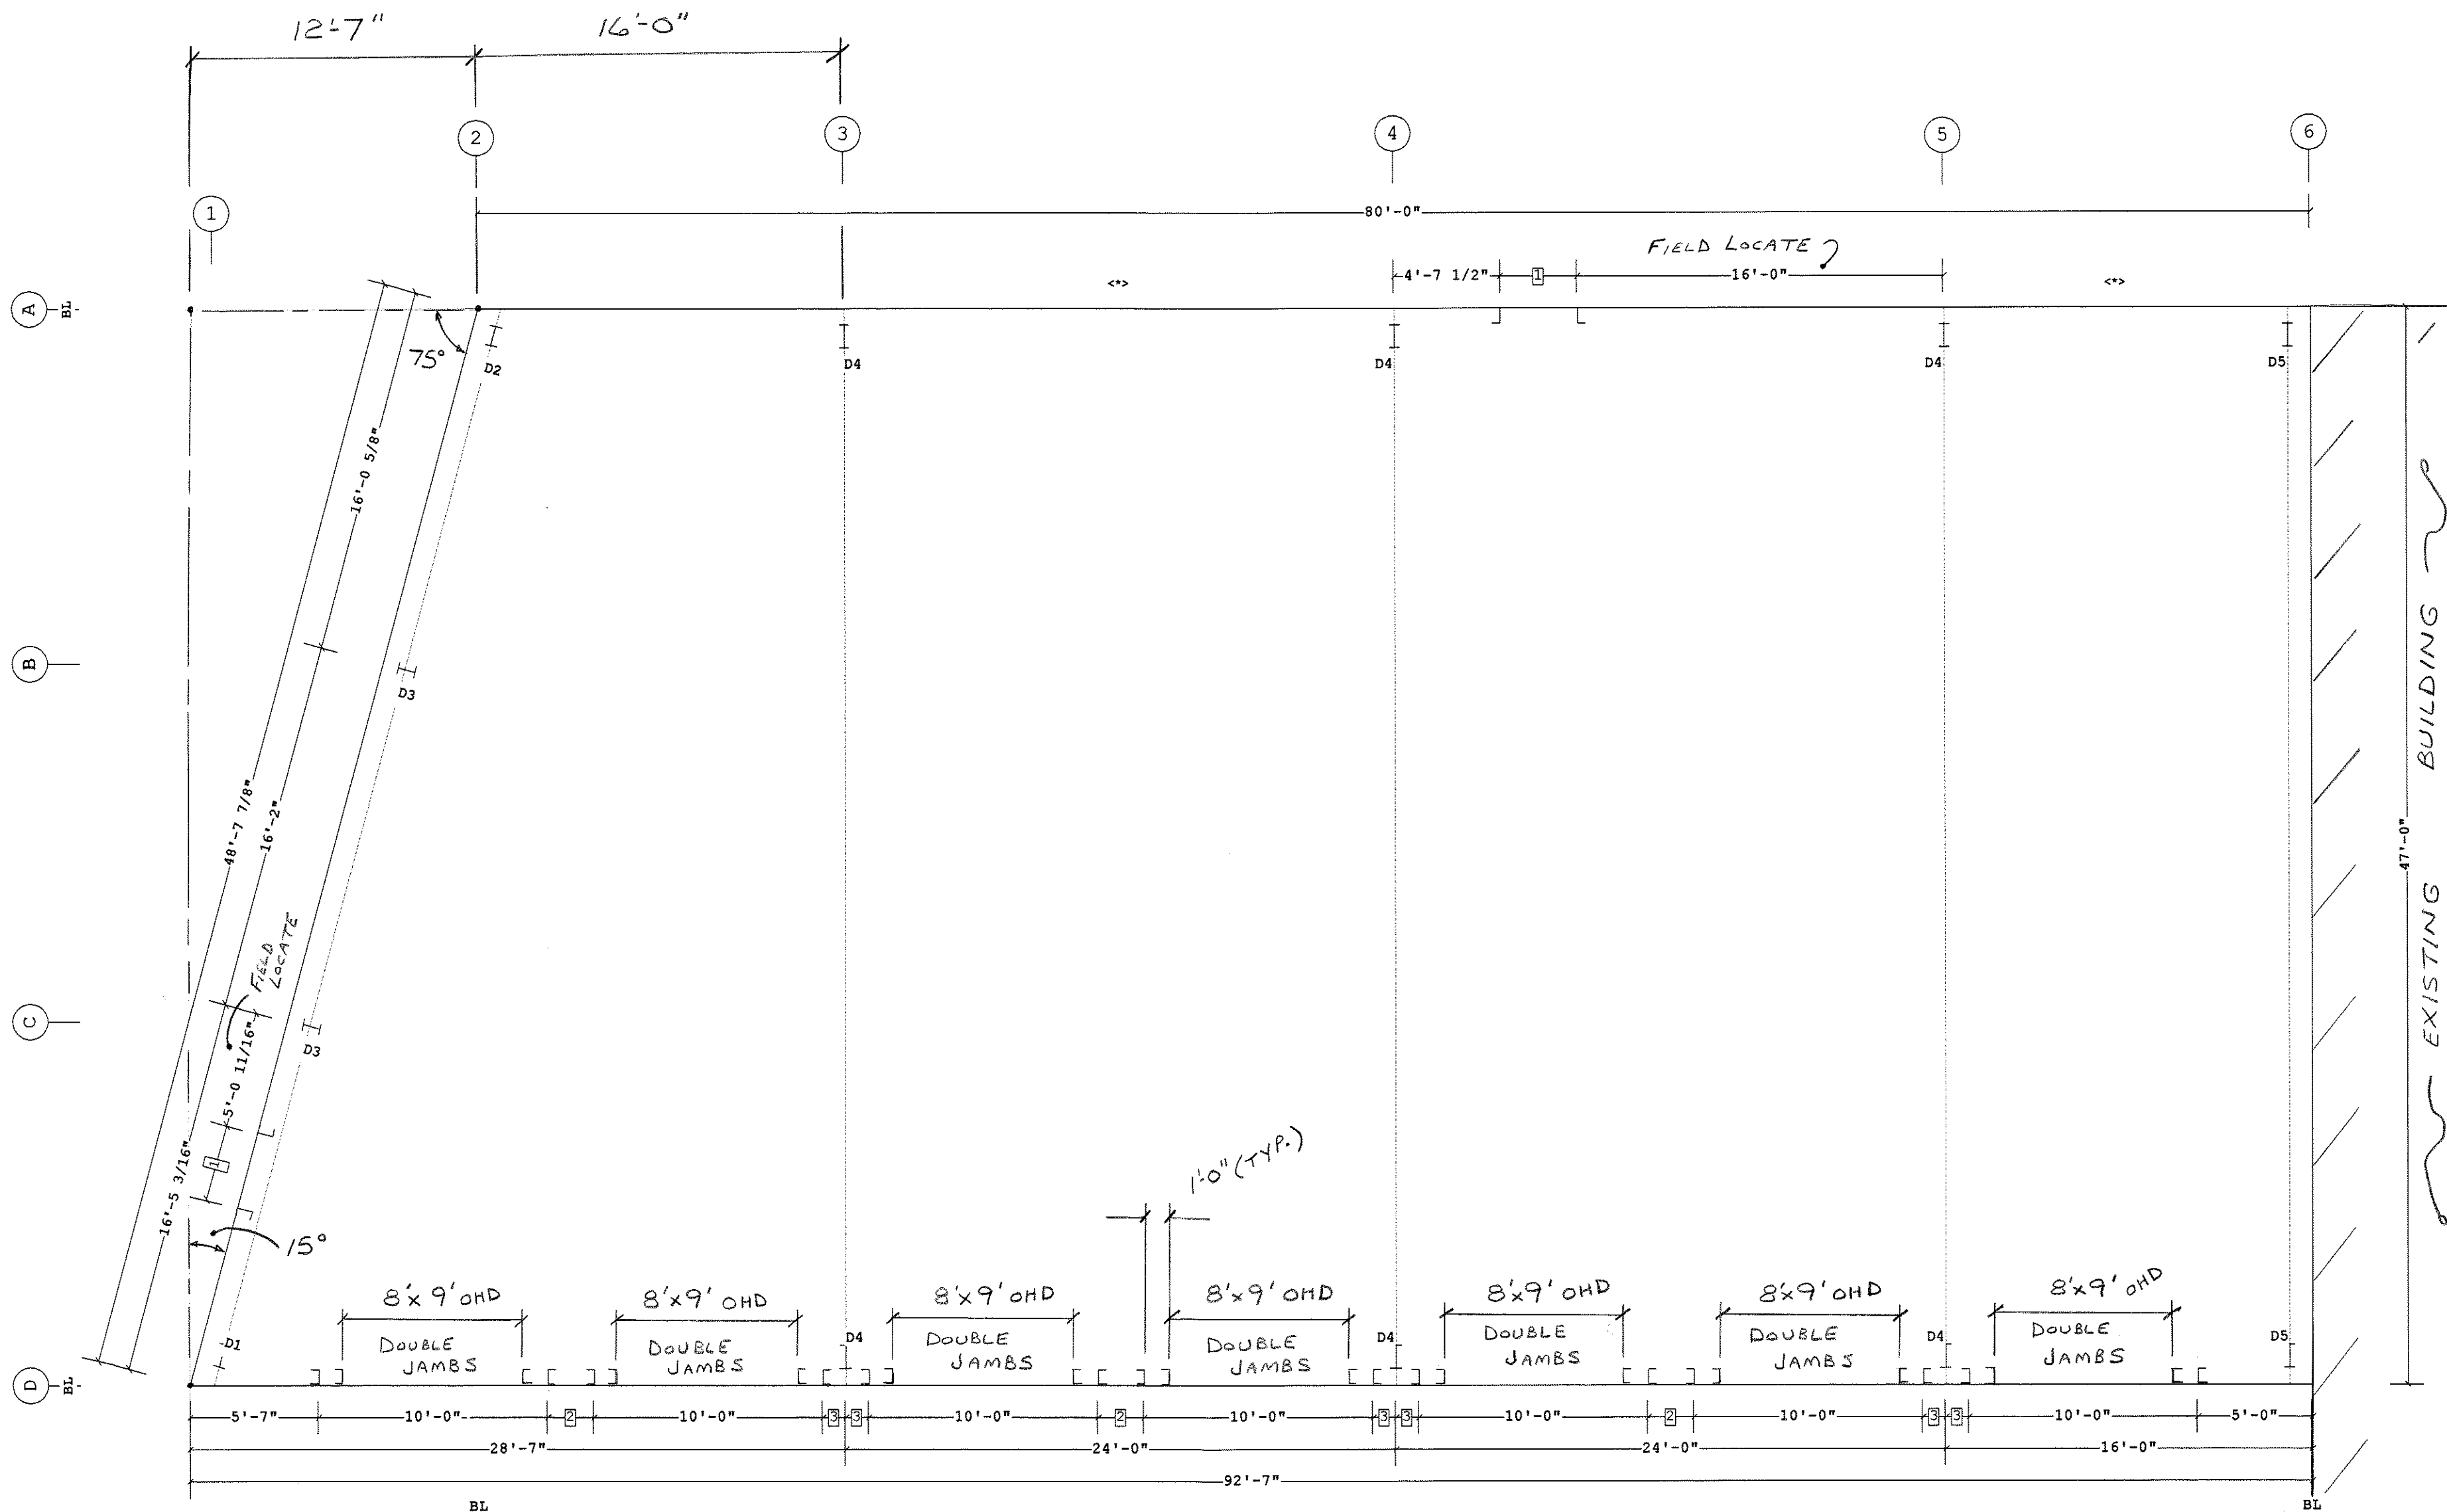 12'-7" 16'-0"
2 3 4 5 6
1
80'-0"
FIELD LOCATE
4'-7 1/2" 1 16'-0"
<*> <*>
A BL
75°
D2 D4 D4 D4 D5
16'-0 5/8"
B
D3
48'-7 7/8"
16'-2"
47'-0"
EXISTING BUILDING
FIELD
LOCATE
C
D3
5'-0 11/16"
1
16'-5 3/16"
15°
1'-0" (TYP.)
8'x9' OHD 8'x9' OHD 8'x9' OHD 8'x9' OHD 8'x9' OHD 8'x9' OHD 8'x9' OHD
D1 D4 D4 D4 D5
DOUBLE DOUBLE DOUBLE DOUBLE DOUBLE DOUBLE DOUBLE
JAMBS JAMBS JAMBS JAMBS JAMBS JAMBS JAMBS
D BL
5'-7" 10'-0" 2 10'-0" 3 3 10'-0" 2 10'-0" 3 3 10'-0" 2 10'-0" 3 3 10'-0" 5'-0"
28'-7" 24'-0" 24'-0" 16'-0"
92'-7"
BL BL